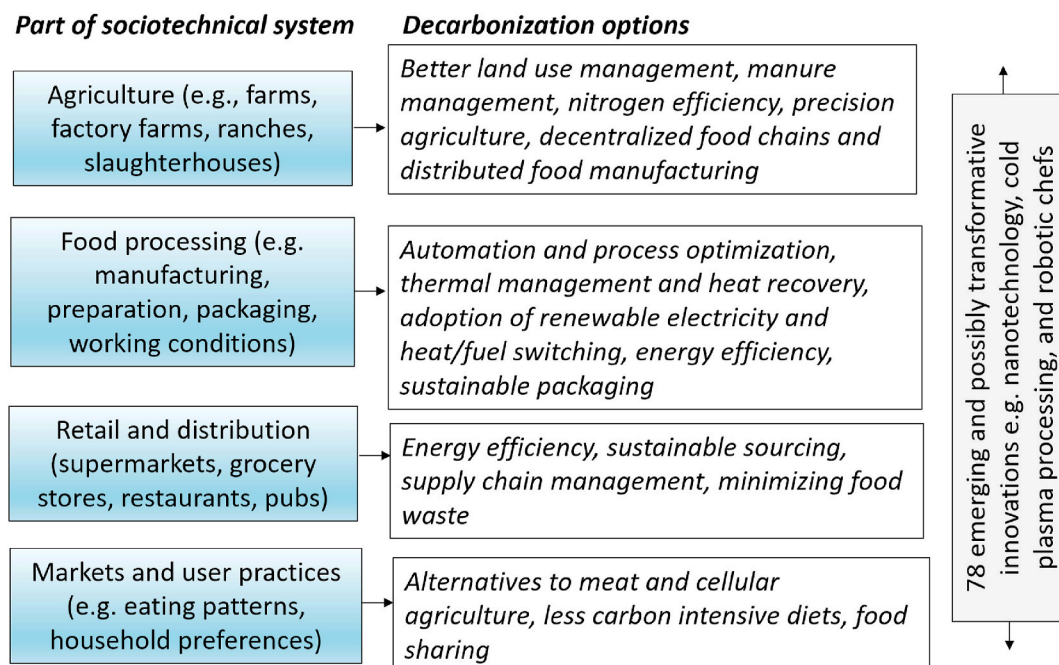 Part of sociotechnical system
Decarbonization options
Agriculture (e.g., farms,
factory farms, ranches,
slaughterhouses)
Better land use management, manure
management, nitrogen efficiency, precision
agriculture, decentralized food chains and
distributed food manufacturing
Food processing (e.g.
manufacturing,
preparation, packaging,
working conditions)
Automation and process optimization,
thermal management and heat recovery,
adoption of renewable electricity and
heat/fuel switching, energy efficiency,
sustainable packaging
Retail and distribution
(supermarkets, grocery
stores, restaurants, pubs)
Energy efficiency, sustainable sourcing,
supply chain management, minimizing food
waste
Markets and user practices
(e.g. eating patterns,
household preferences)
Alternatives to meat and cellular
agriculture, less carbon intensive diets, food
sharing
78 emerging and possibly transformative
innovations e.g. nanotechnology, cold
plasma processing, and robotic chefs